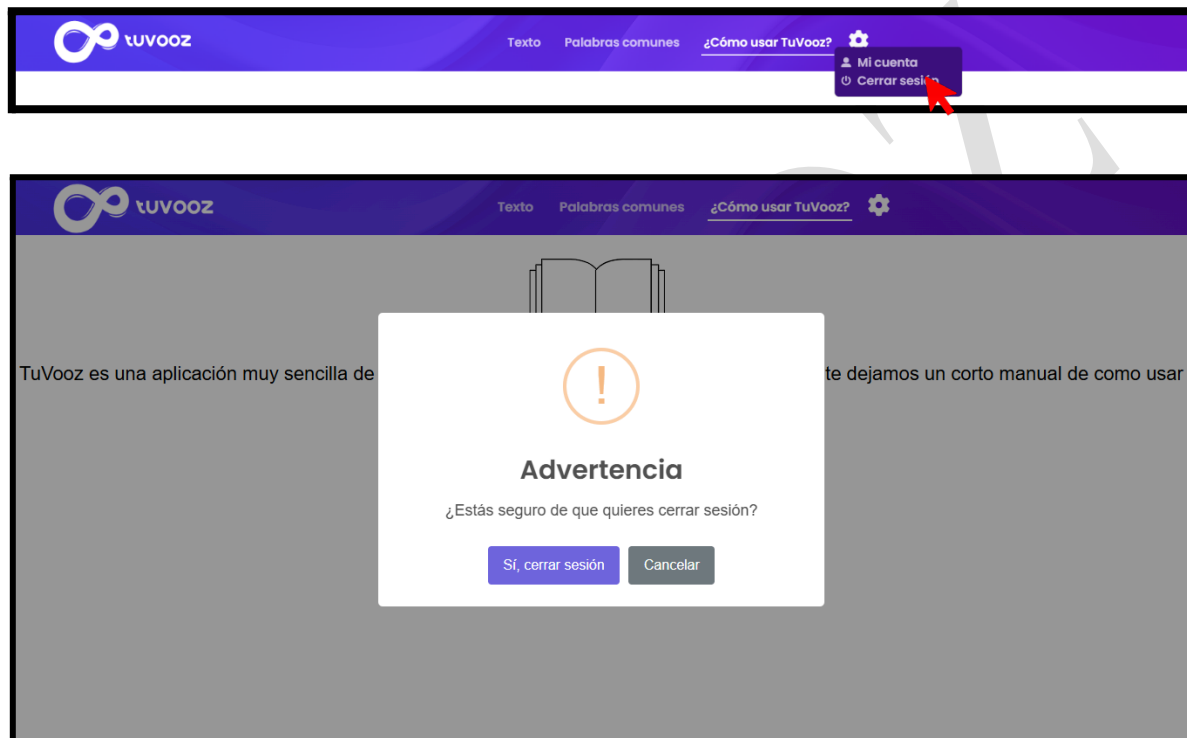 tuvooz
Texto Palabras comunes ¿Cómo usar TuVooz?
Mi cuenta
Cerrar sesión
tuvooz
Texto Palabras comunes ¿Cómo usar TuVooz?
TuVooz es una aplicación muy sencilla de te dejamos un corto manual de como usar
Advertencia
¿Estás seguro de que quieres cerrar sesión?
Sí, cerrar sesión Cancelar